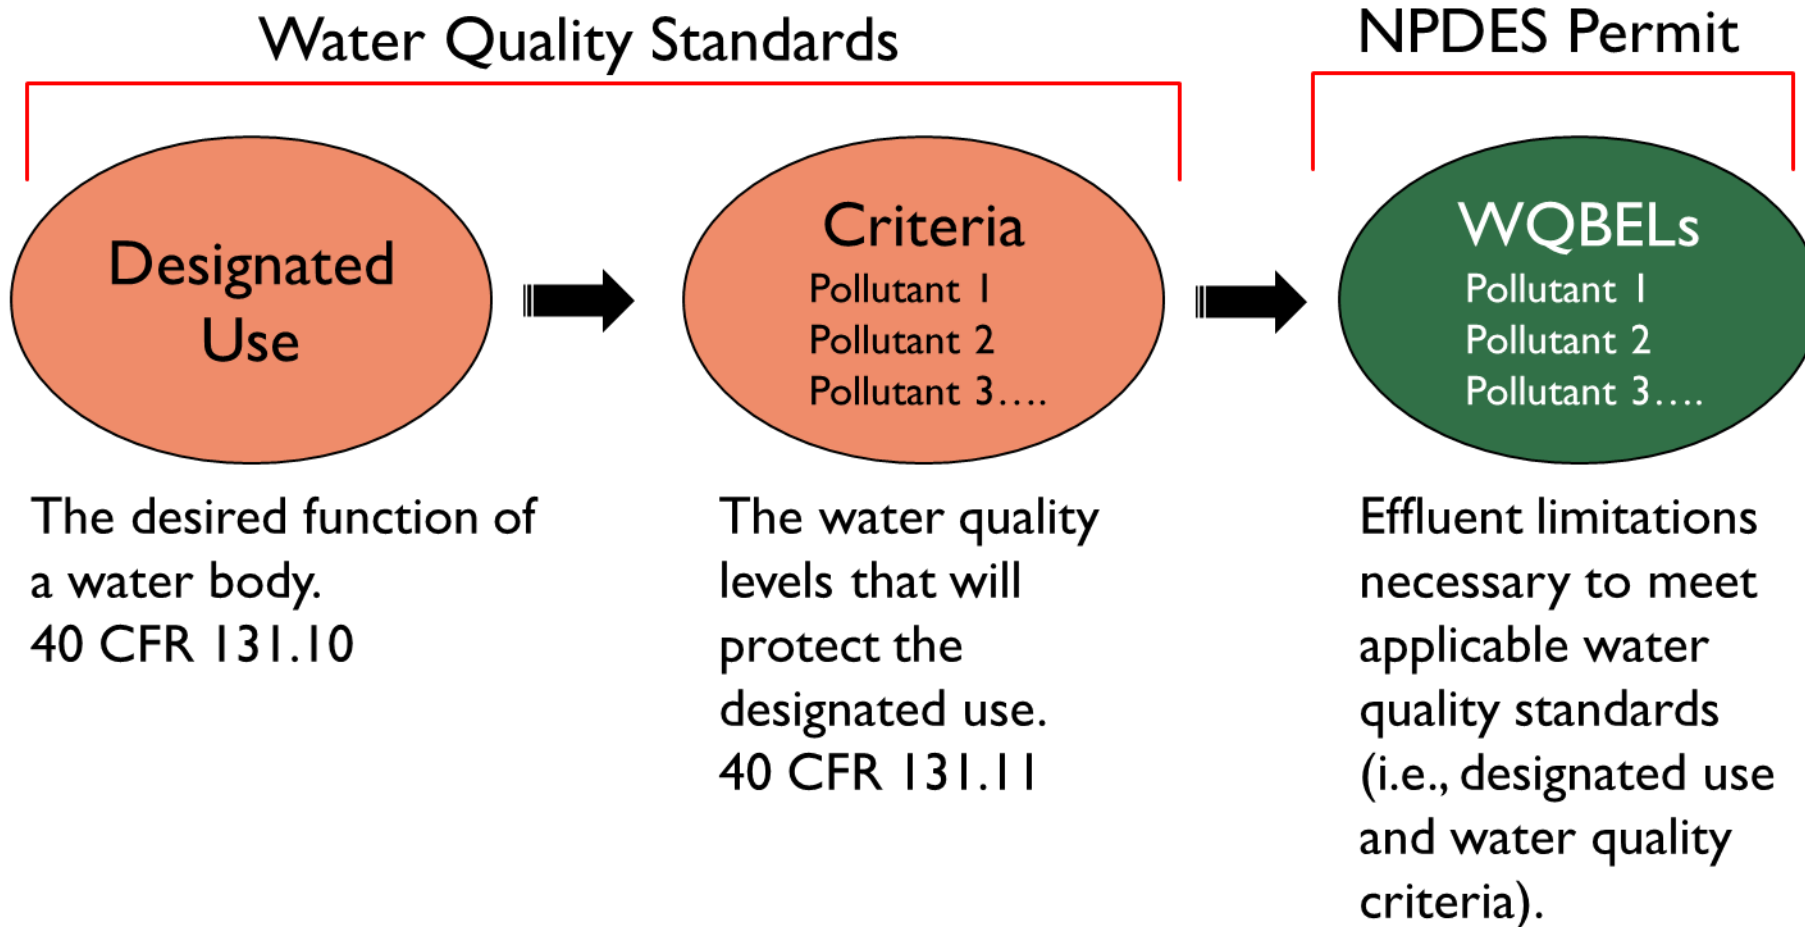 Water Quality Standards
NPDES Permit
Designated
Use
Criteria
Pollutant 1
Pollutant 2
Pollutant 3....
WQBELs
Pollutant 1
Pollutant 2
Pollutant 3....
The desired function of
a water body.
40 CFR 131.10
The water quality
levels that will
protect the
designated use.
40 CFR 131.11
Effluent limitations
necessary to meet
applicable water
quality standards
(i.e., designated use
and water quality
criteria).